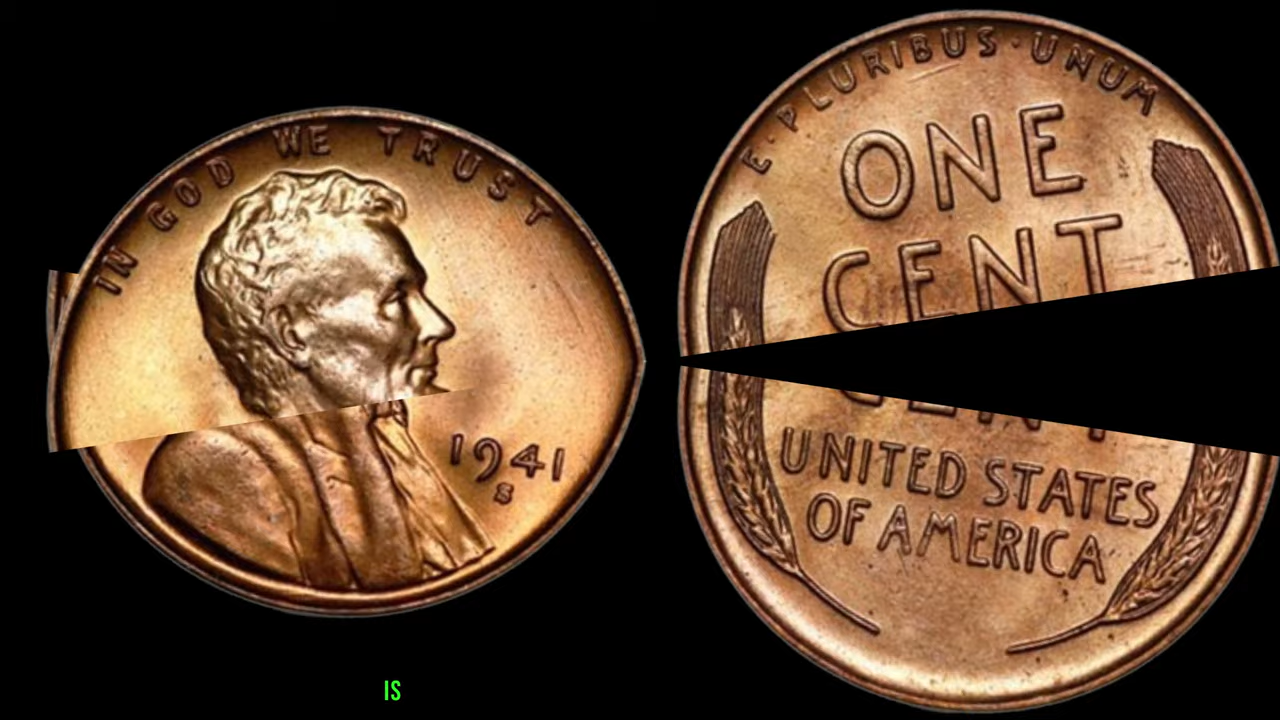 IN GOD WE TRUST
1941
S
E·PLURIBUS·UNUM
ONE
CENT
UNITED STATES
OF AMERICA
IS